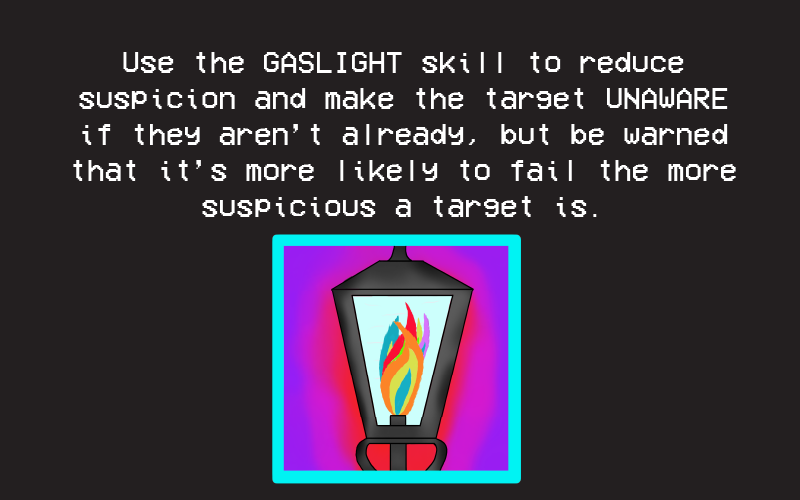 Use the GASLIGHT skill to reduce
suspicion and make the target UNAWARE
if they aren't already, but be warned
that it's more likely to fail the more
suspicious a target is.